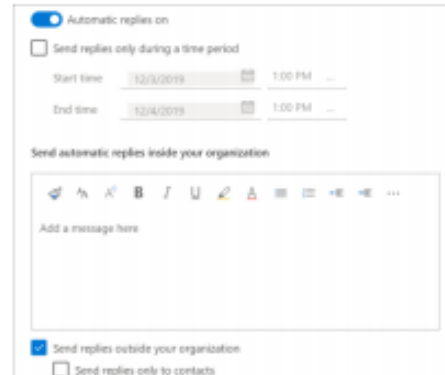 Automatic replies on
Send replies only during a time period
Start time 12/3/2019 1:00 PM ...
End time 12/4/2019 1:00 PM ...
Send automatic replies inside your organization
B I U A ...
Add a message here
Send replies outside your organization
Send replies only to contacts